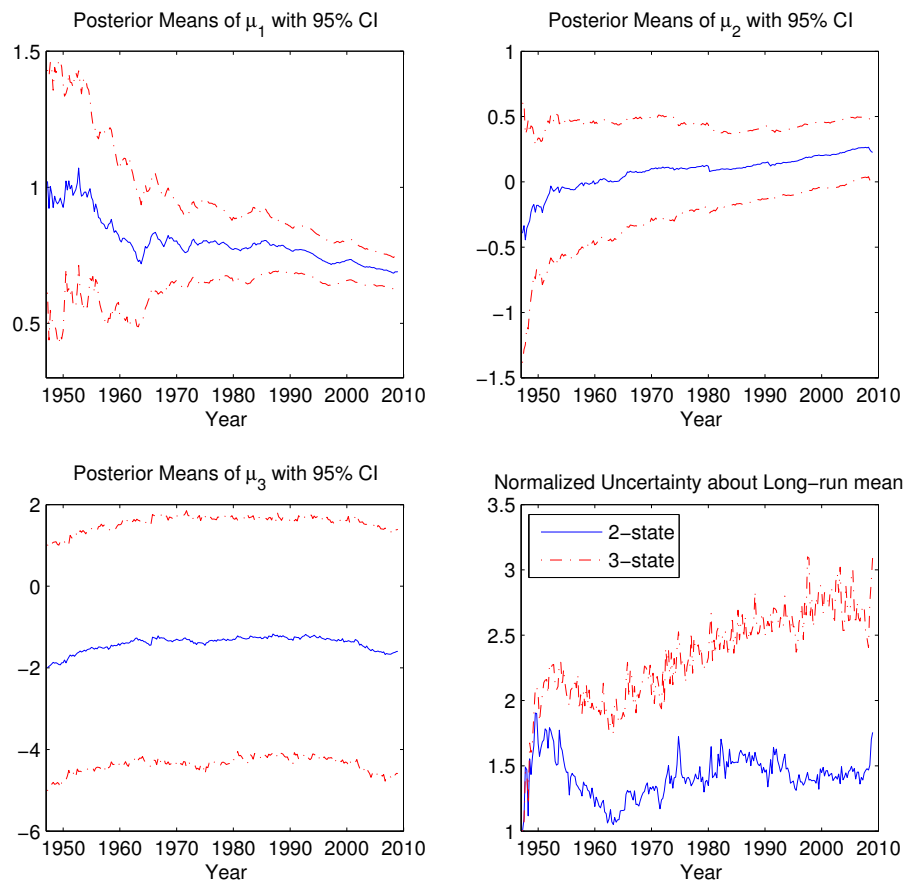 Posterior Means of μ1 with 95% CI
1.5
1
0.5
1950 1960 1970 1980 1990 2000 2010
Year
Posterior Means of μ2 with 95% CI
1
0.5
0
−0.5
−1
−1.5
1950 1960 1970 1980 1990 2000 2010
Year
Posterior Means of μ3 with 95% CI
2
0
−2
−4
−6
1950 1960 1970 1980 1990 2000 2010
Year
Normalized Uncertainty about Long−run mean
3.5
3
2.5
2
1.5
1
2−state
3−state
1950 1960 1970 1980 1990 2000 2010
Year